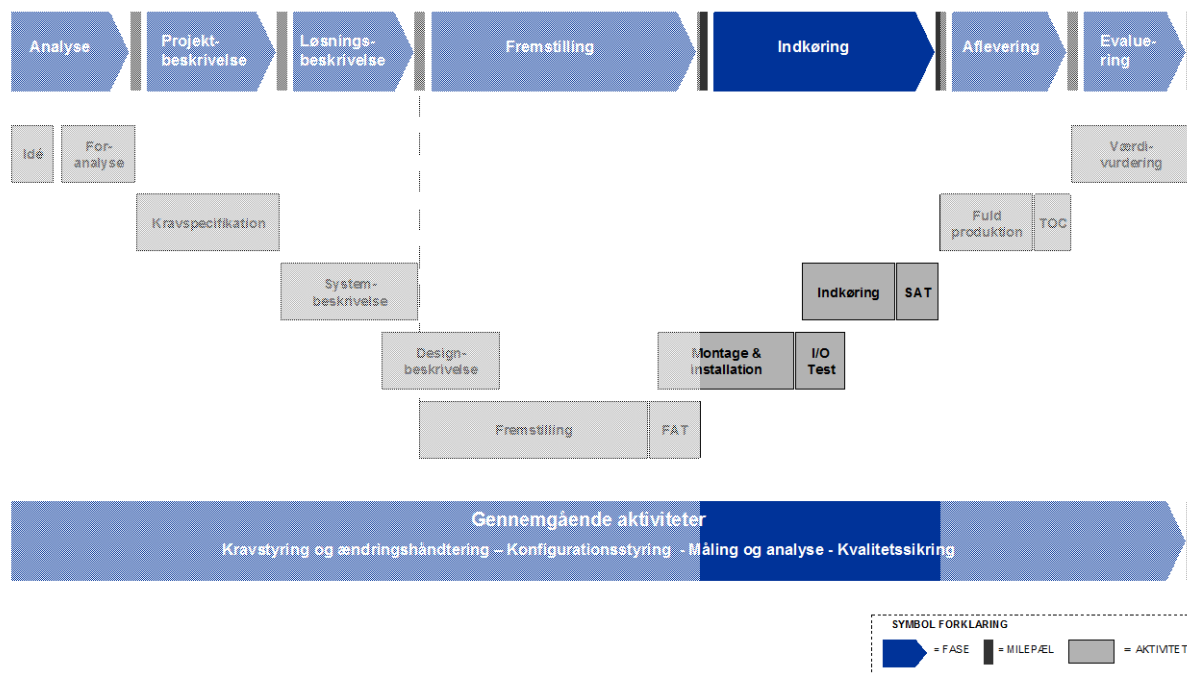 Analyse
Projekt-
beskrivelse
Løsnings-
beskrivelse
Fremstilling
Indkøring
Aflevering
Evalue-
ring
Idé
For-
analyse
Værdi-
vurdering
Kravspecifikation
Fuld
produktion
TOC
System-
beskrivelse
Indkøring
SAT
Design-
beskrivelse
Montage &
installation
I/O
Test
Fremstilling
FAT
Gennemgående aktiviteter
Kravstyring og ændringshåndtering – Konfigurationsstyring - Måling og analyse - Kvalitetssikring
SYMBOL FORKLARING
= FASE
= MILEPÆL
= AKTIVITET